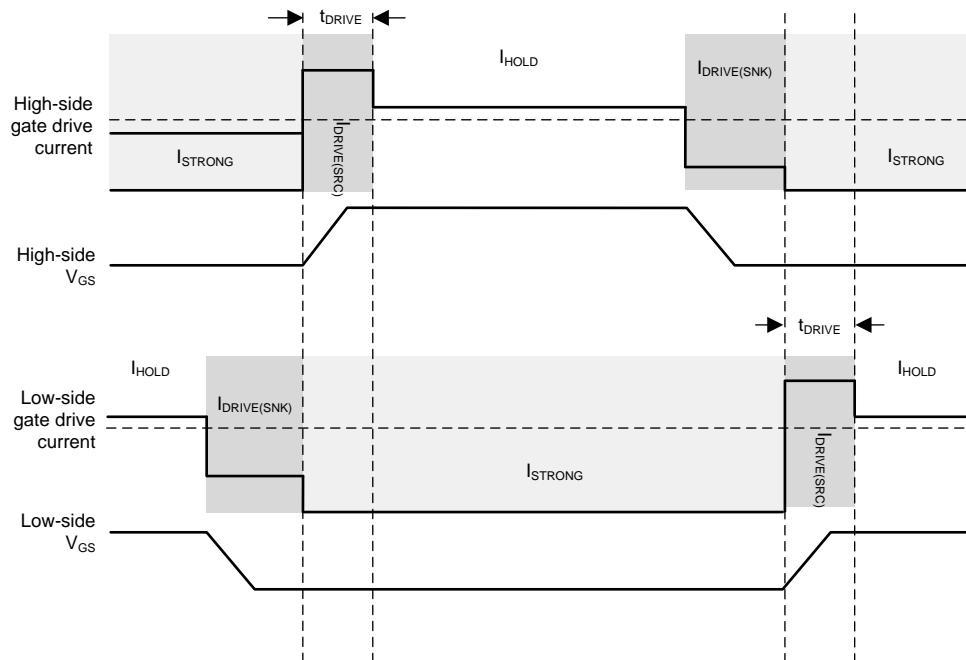 tDRIVE
High-side
gate drive
current
ISTRONG
IDRIVE(SRC)
IHOLD
IDRIVE(SNK)
ISTRONG
High-side
VGS
tDRIVE
IHOLD
Low-side
gate drive
current
IDRIVE(SNK)
ISTRONG
IDRIVE(SRC)
IHOLD
Low-side
VGS